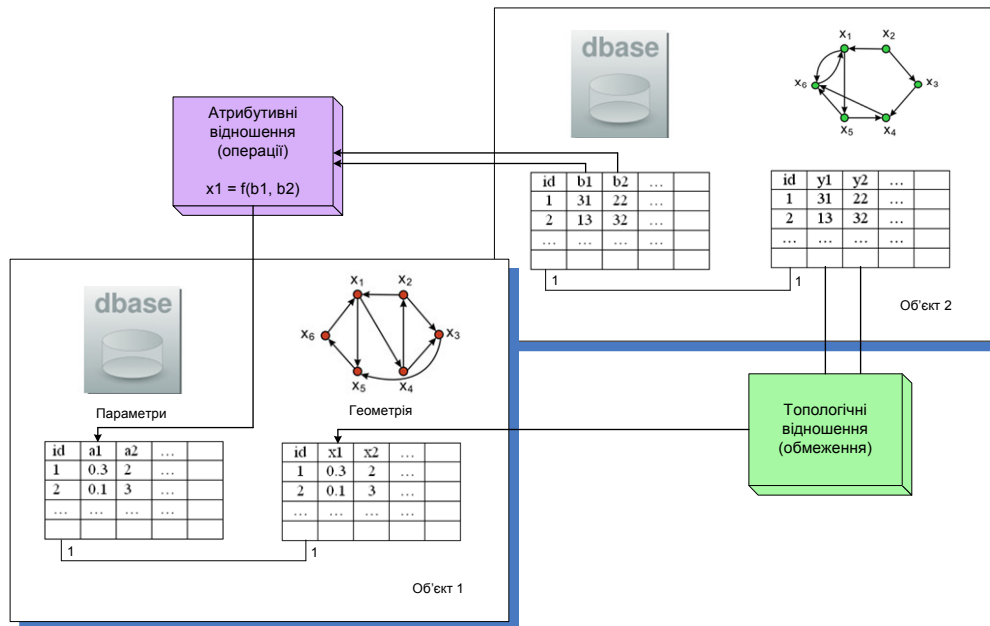 dbase
x1
x2
x6
x3
x5
x4
Атрибутивні
відношення
(операції)
x1 = f(b1, b2)
id b1 b2 ...
1 31 22
2 13 32 ...
... ... ...
1
id y1 y2 ...
1 31 22
2 13 32 ...
... ... ...
1
Об'єкт 2
dbase
x1
x2
x6
x3
x5
x4
Параметри
Геометрія
id a1 a2 ...
1 0.3 2
2 0.1 3 ...
... ... ...
1
id x1 x2 ...
1 0.3 2
2 0.1 3 ...
... ... ...
1
Об'єкт 1
Топологічні
відношення
(обмеження)